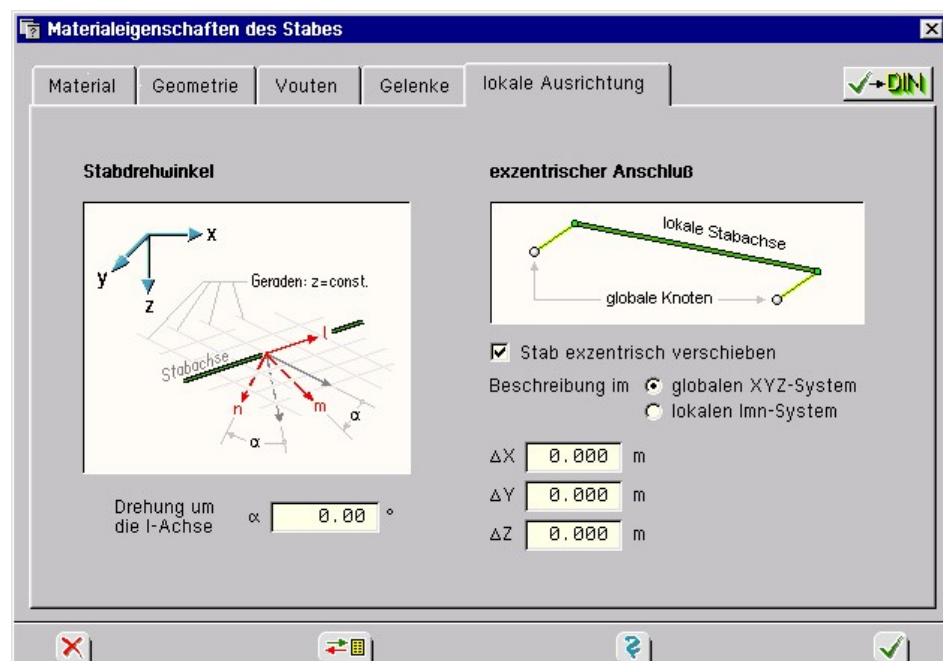 Materialeigenschaften des Stabes
Material
Geometrie
Vouten
Gelenke
lokale Ausrichtung
DIN
Stabdrehwinkel
x
y
z
Geraden: z=const.
Stabachse
l
n
m
α
α
Drehung um
die l-Achse
α 0.00 °
exzentrischer Anschluß
lokale Stabachse
globale Knoten
Stab exzentrisch verschieben
Beschreibung im globalen XYZ-System
lokalen lmn-System
ΔX 0.000 m
ΔY 0.000 m
ΔZ 0.000 m